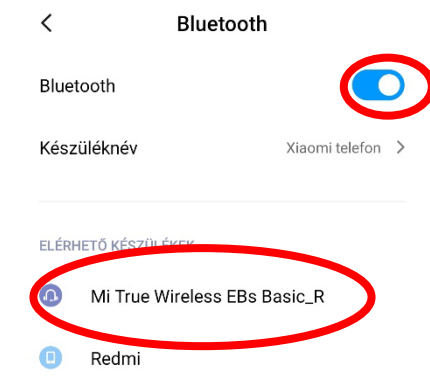 Bluetooth
Bluetooth
Készüléknév Xiaomi telefon
ELÉRHETŐ KÉSZÜLÉKEK
Mi True Wireless EBs Basic_R
Redmi